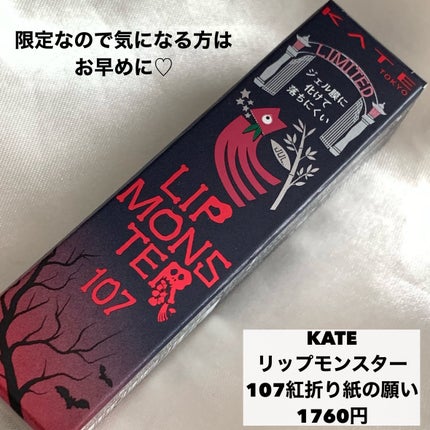 限定なので気になる方は
お早めに♡
KATE
TOKYO
LIMITED
ジェル膜に
化けて
落ちにくい
JUL
LIP
MONS
TER
107
KATE
リップモンスター
107紅折り紙の願い
1760円